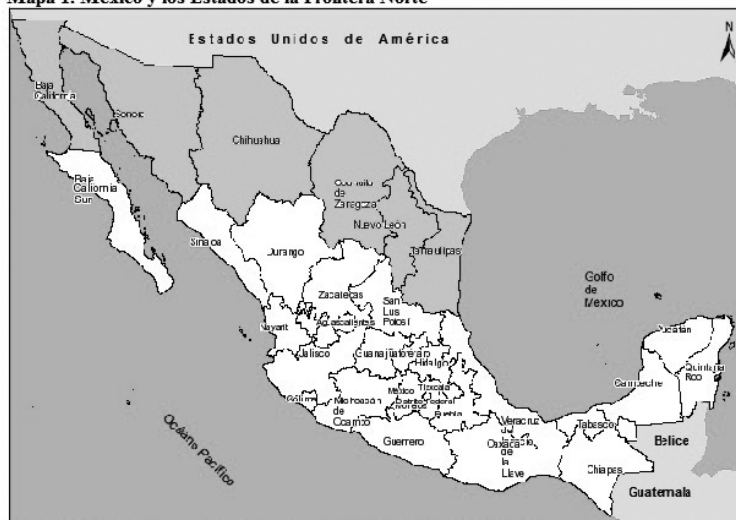 Mapa 1. México y los Estados de la Frontera Norte
Estados Unidos de América
N
Baja
California
Sonora
Chihuahua
Coahuila
de
Zaragoza
Nuevo León
Tamaulipas
Baja
California
Sur
Sinaloa
Durango
Zacatecas
San
Luis
Potosí
Golfo
de
México
Nayarit
Aguascalientes
Jalisco
Guanajuato
Querétaro
Hidalgo
Yucatán
Quintana
Roo
Campeche
Colima
Michoacán
de
Ocampo
México
Tlaxcala
Distrito Federal
Morelos
Puebla
Veracruz
de
Ignacio
de la
Llave
Tabasco
Belice
Guerrero
Oaxaca
Chiapas
Guatemala
Océano Pacífico